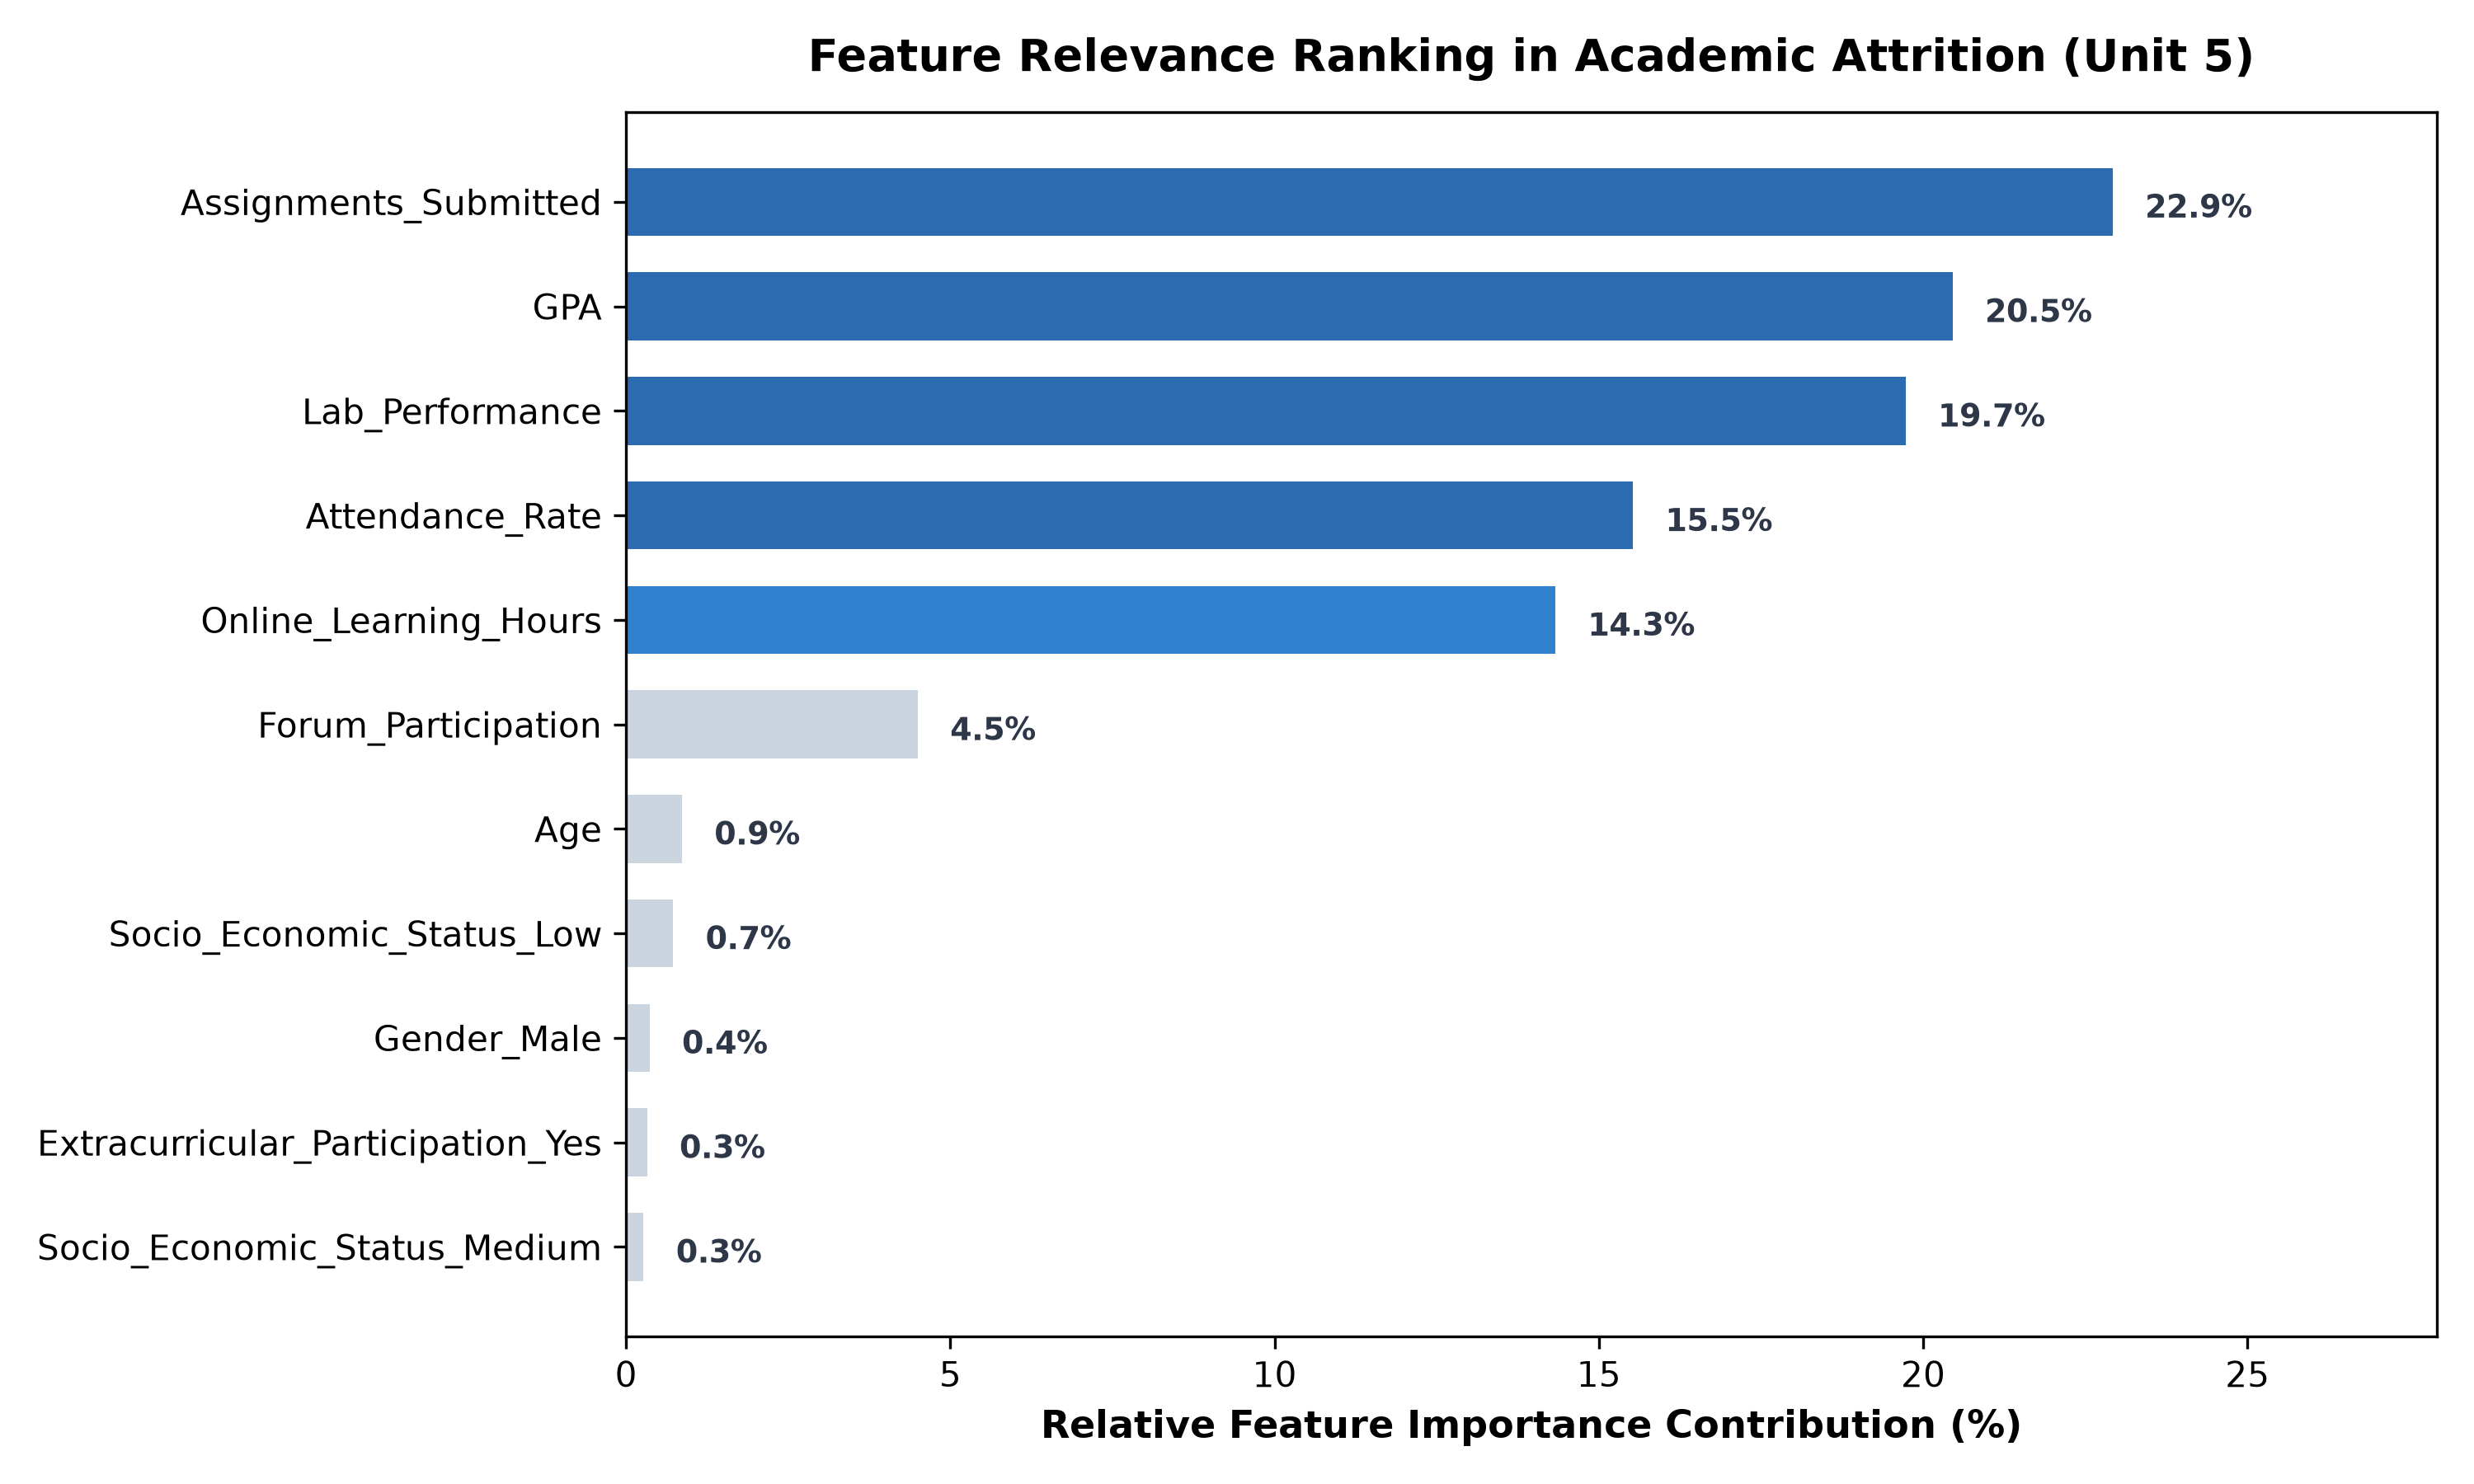 Feature Relevance Ranking in Academic Attrition (Unit 5)
Assignments_Submitted 22.9%
GPA 20.5%
Lab_Performance 19.7%
Attendance_Rate 15.5%
Online_Learning_Hours 14.3%
Forum_Participation 4.5%
Age 0.9%
Socio_Economic_Status_Low 0.7%
Gender_Male 0.4%
Extracurricular_Participation_Yes 0.3%
Socio_Economic_Status_Medium 0.3%
0 5 10 15 20 25
Relative Feature Importance Contribution (%)